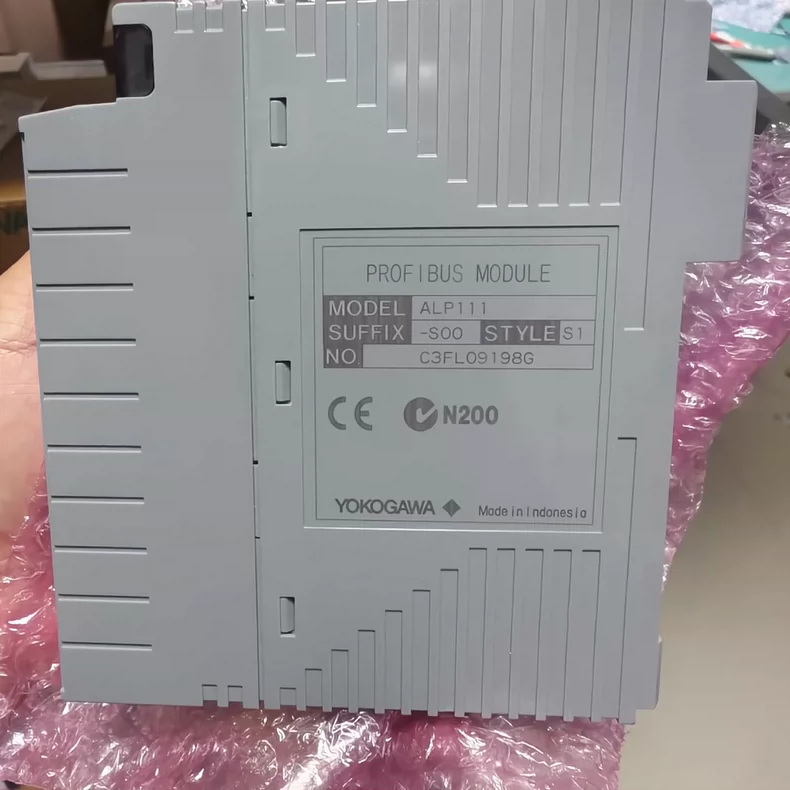 PROFIBUS MODULE
MODEL ALP111
SUFFIX -S00 STYLE S1
NO. C3FL09198G
CE N200
YOKOGAWA Made in Indonesia